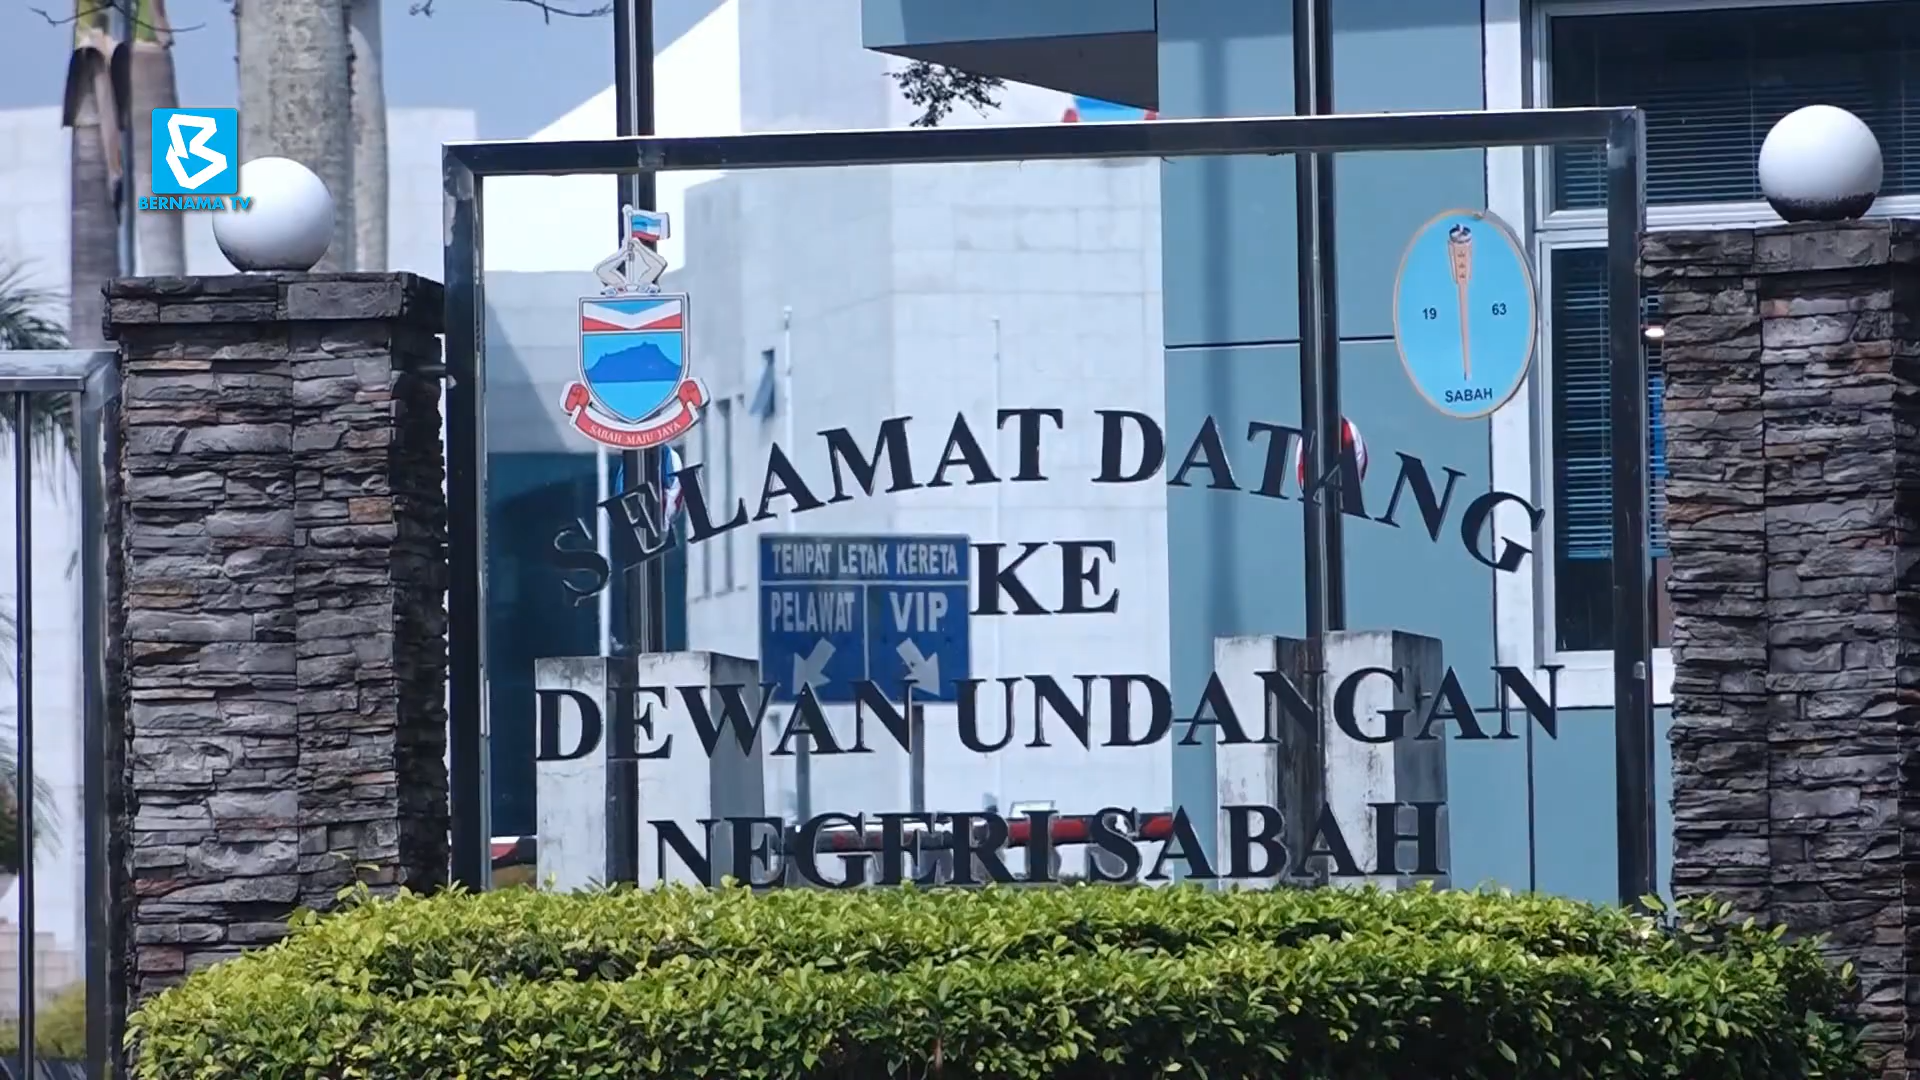 BERNAMA TV
SABAH MAJU JAYA
19 63
SABAH
SELAMAT DATANG
KE
TEMPAT LETAK KERETA
PELAWAT VIP
DEWAN UNDANGAN
NEGERI SABAH